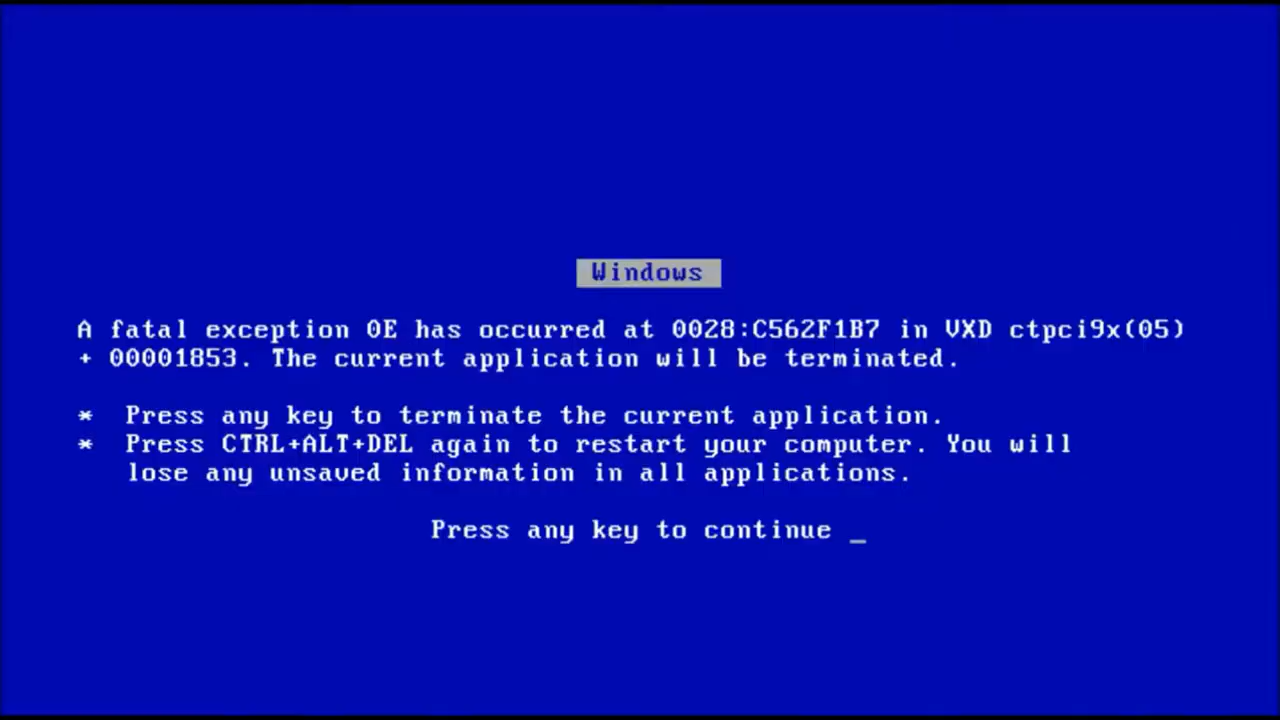 Windows
A fatal exception 0E has occurred at 0028:C562F1B7 in VXD ctpci9x(05)
+ 00001853. The current application will be terminated.
* Press any key to terminate the current application.
* Press CTRL+ALT+DEL again to restart your computer. You will
lose any unsaved information in all applications.
Press any key to continue _